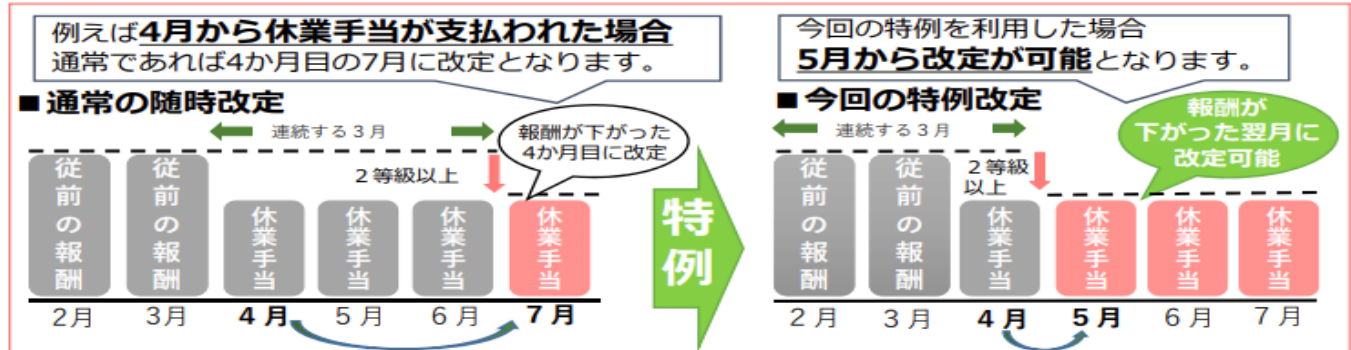 例えば4月から休業手当が支払われた場合
通常であれば4か月目の7月に改定となります。
■通常の随時改定
連続する3月
報酬が下がった
4か月目に改定
2等級以上
従前の報酬
従前の報酬
休業手当
休業手当
休業手当
休業手当
2月
3月
4月
5月
6月
7月
特例
今回の特例を利用した場合
5月から改定が可能となります。
■今回の特例改定
連続する3月
報酬が
下がった翌月に
改定可能
2等級
以上
従前の報酬
従前の報酬
休業手当
休業手当
休業手当
休業手当
2月
3月
4月
5月
6月
7月